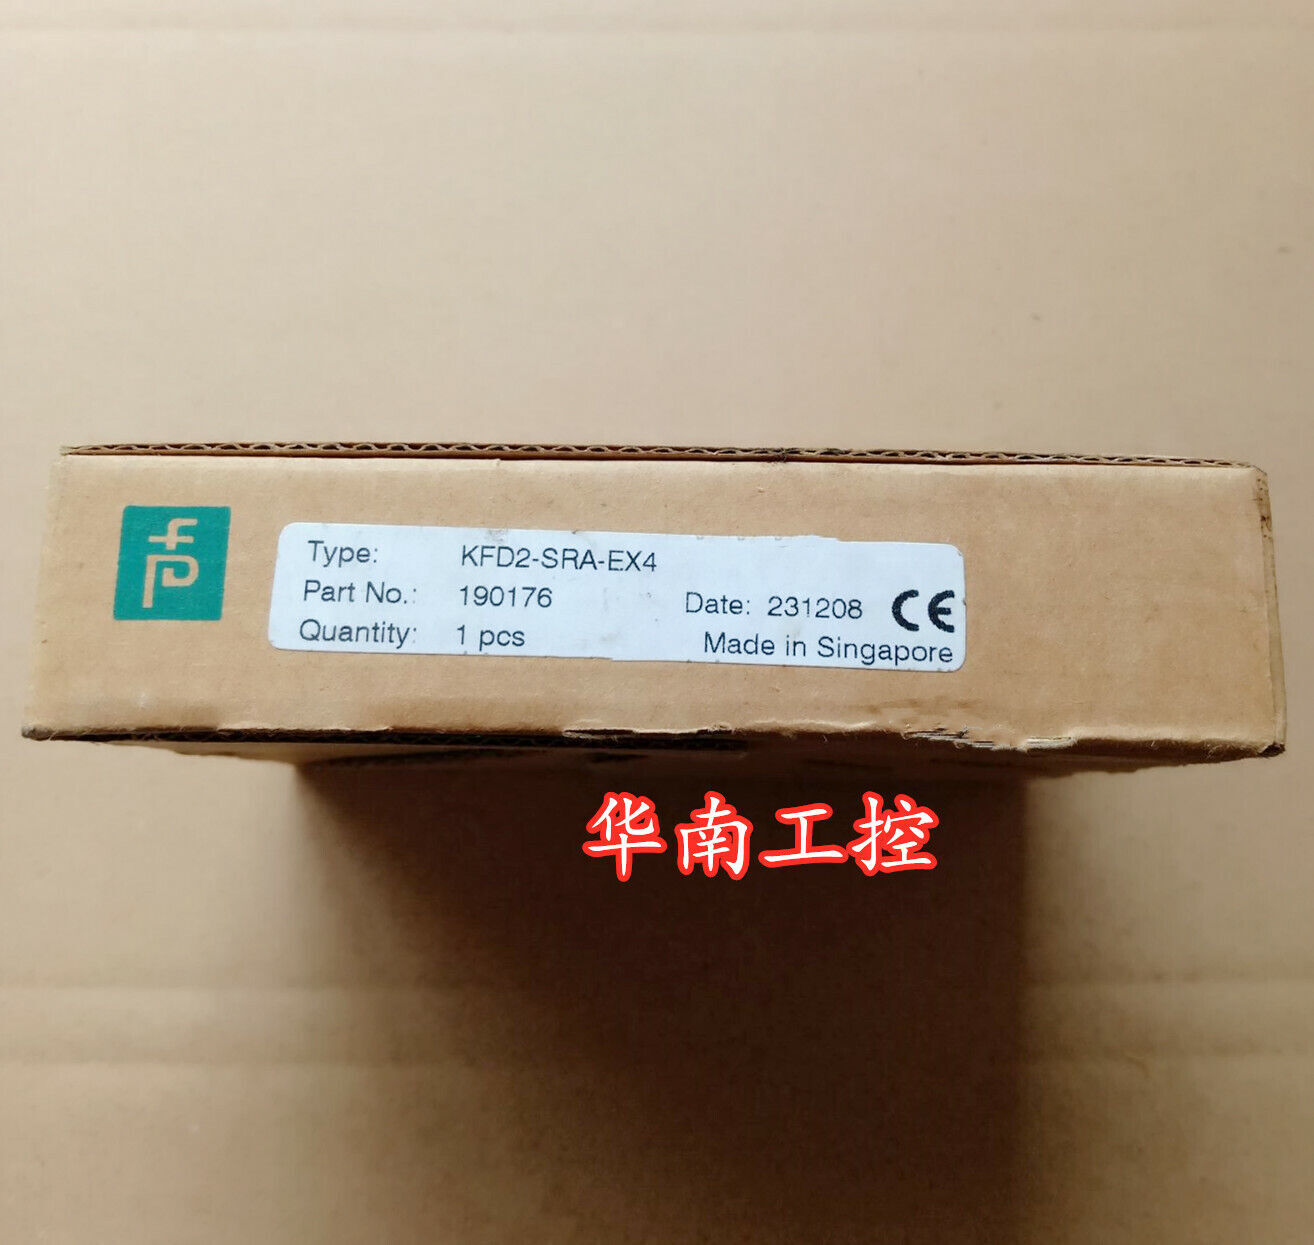 Type: KFD2-SRA-EX4
Part No.: 190176
Quantity: 1 pcs
Date: 231208 CE
Made in Singapore
华南工控